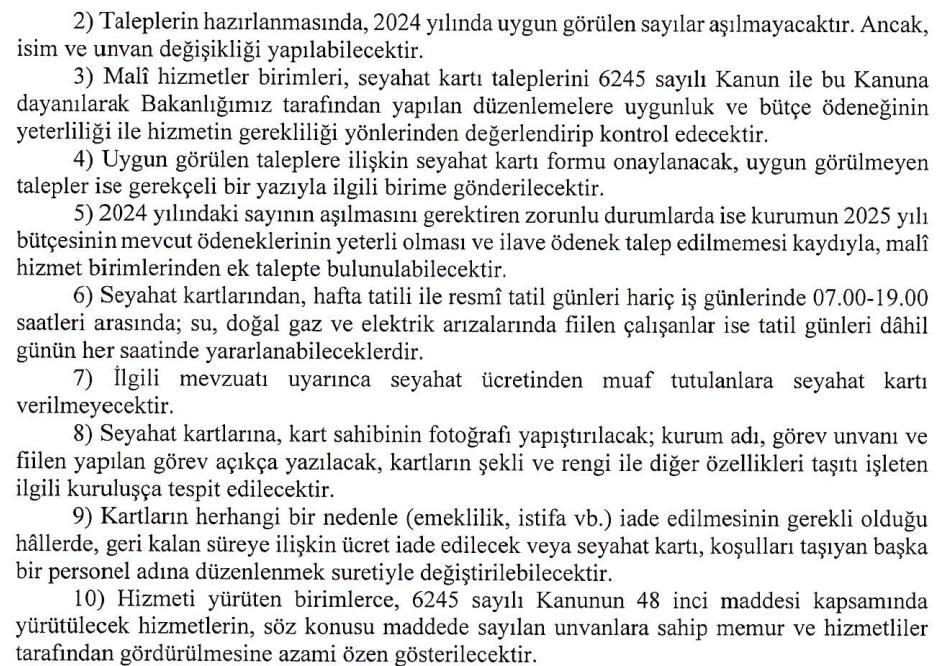 2) Taleplerin hazırlanmasında, 2024 yılında uygun görülen sayılar aşılmayacaktır. Ancak,
isim ve unvan değişikliği yapılabilecektir.
3) Malî hizmetler birimleri, seyahat kartı taleplerini 6245 sayılı Kanun ile bu Kanuna
dayanılarak Bakanlığımız tarafından yapılan düzenlemelere uygunluk ve bütçe ödeneğinin
yeterliliği ile hizmetin gerekliliği yönlerinden değerlendirip kontrol edecektir.
4) Uygun görülen taleplere ilişkin seyahat kartı formu onaylanacak, uygun görülmeyen
talepler ise gerekçeli bir yazıyla ilgili birime gönderilecektir.
5) 2024 yılındaki sayının aşılmasını gerektiren zorunlu durumlarda ise kurumun 2025 yılı
bütçesinin mevcut ödeneklerinin yeterli olması ve ilave ödenek talep edilmemesi kaydıyla, malî
hizmet birimlerinden ek talepte bulunulabilecektir.
6) Seyahat kartlarından, hafta tatili ile resmî tatil günleri hariç iş günlerinde 07.00-19.00
saatleri arasında; su, doğal gaz ve elektrik arızalarında fiilen çalışanlar ise tatil günleri dâhil
günün her saatinde yararlanabileceklerdir.
7) İlgili mevzuatı uyarınca seyahat ücretinden muaf tutulanlara seyahat kartı
verilmeyecektir.
8) Seyahat kartlarına, kart sahibinin fotoğrafı yapıştırılacak; kurum adı, görev unvanı ve
fiilen yapılan görev açıkça yazılacak, kartların şekli ve rengi ile diğer özellikleri taşıtı işleten
ilgili kuruluşça tespit edilecektir.
9) Kartların herhangi bir nedenle (emeklilik, istifa vb.) iade edilmesinin gerekli olduğu
hâllerde, geri kalan süreye ilişkin ücret iade edilecek veya seyahat kartı, koşulları taşıyan başka
bir personel adına düzenlenmek suretiyle değiştirilebilecektir.
10) Hizmeti yürüten birimlerce, 6245 sayılı Kanunun 48 inci maddesi kapsamında
yürütülecek hizmetlerin, söz konusu maddede sayılan unvanlara sahip memur ve hizmetliler
tarafından gördürülmesine azami özen gösterilecektir.